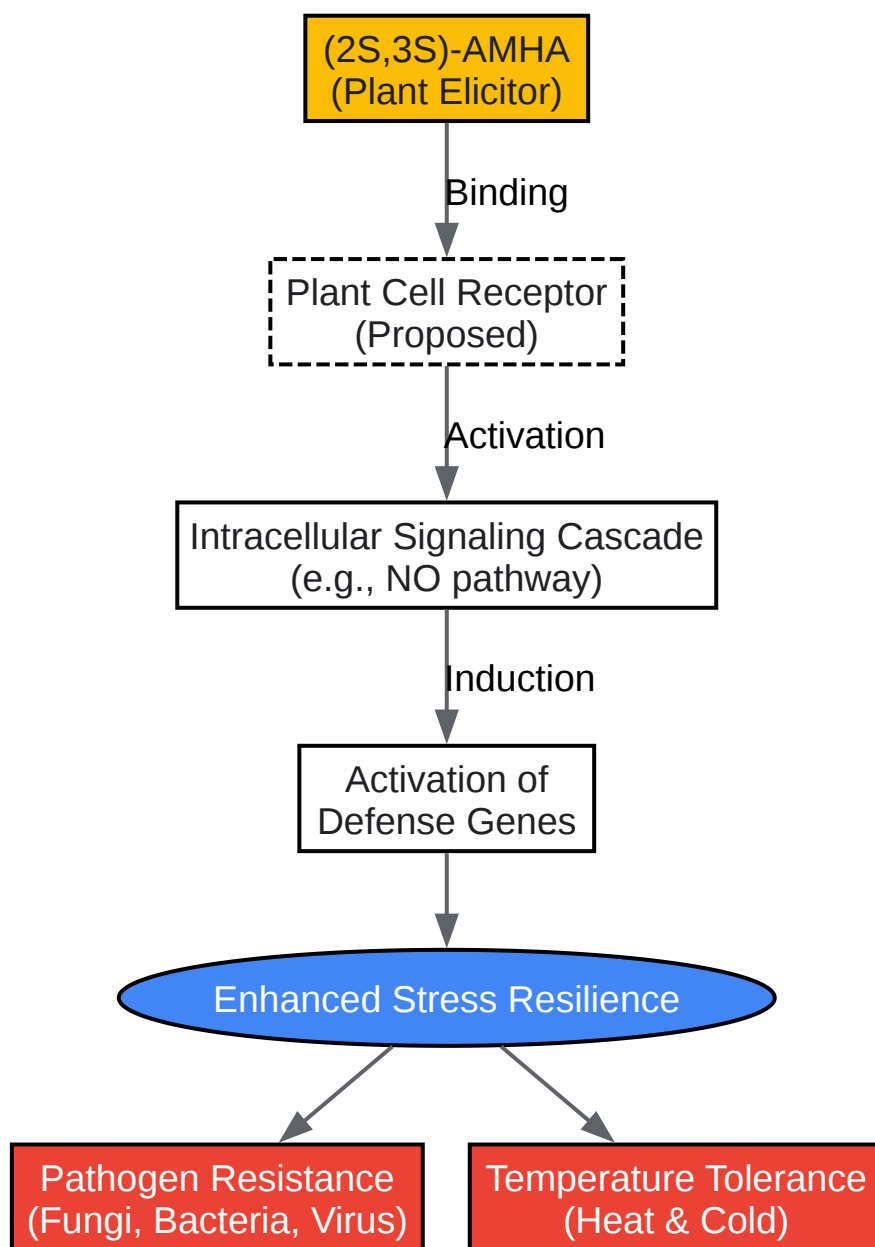 (2S,3S)-AMHA
(Plant Elicitor)
Binding
Plant Cell Receptor
(Proposed)
Activation
Intracellular Signaling Cascade
(e.g., NO pathway)
Induction
Activation of
Defense Genes
Enhanced Stress Resilience
Pathogen Resistance
(Fungi, Bacteria, Virus)
Temperature Tolerance
(Heat & Cold)